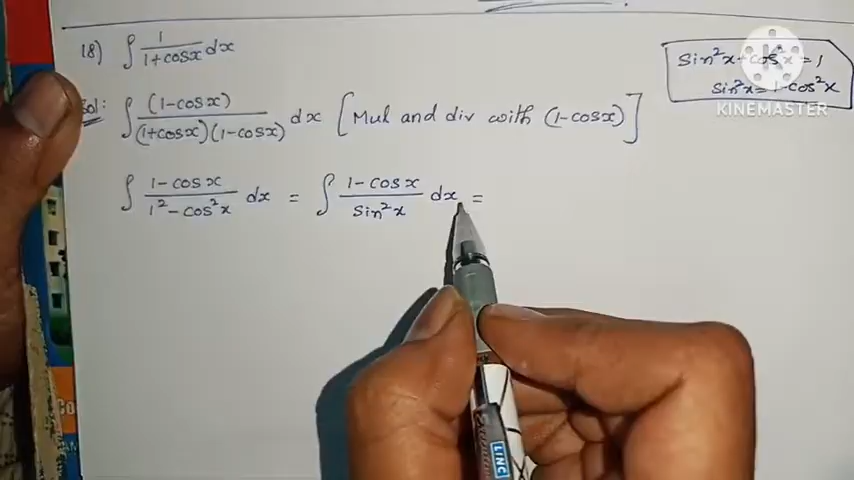 18) ∫ 1/(1+cosx) dx
sin²x+cos²x = 1
sin²x = 1-cos²x
KINEMASTER
Sol: ∫ (1-cosx)/((1+cosx)(1-cosx)) dx [Mul and div with (1-cosx)]
∫ (1-cosx)/(1²-cos²x) dx = ∫ (1-cosx)/(sin²x) dx =
LINC